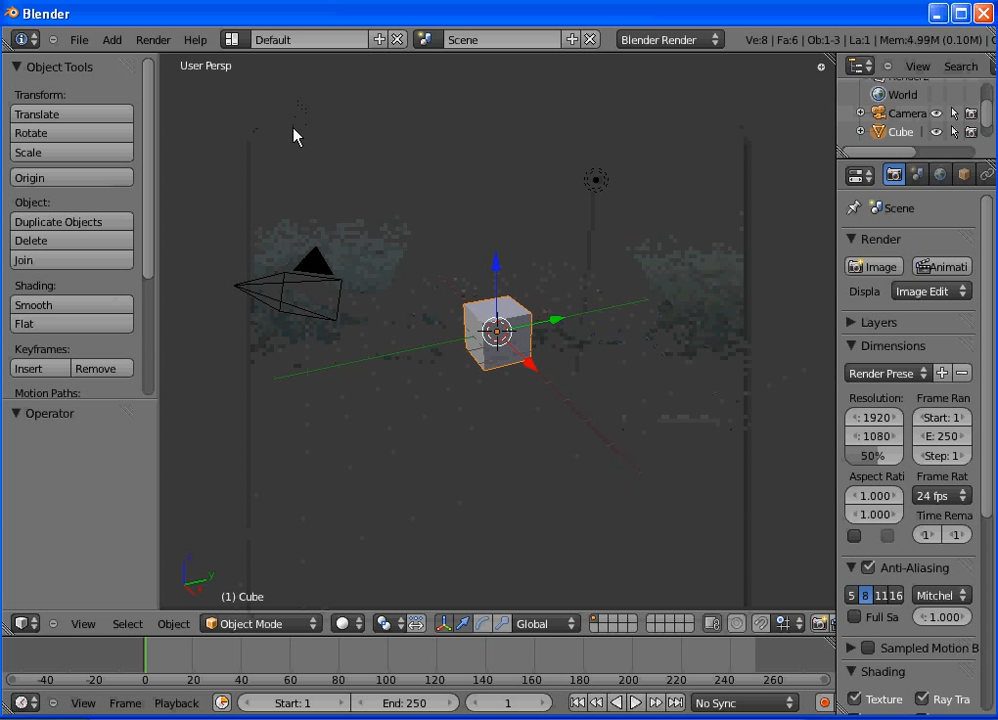 Blender
File Add Render Help Default Scene Blender Render Ve:8 | Fa:6 | Ob:1-3 | La:1 | Mem:4.99M (0.10M) |
Object Tools
Transform:
Translate
Rotate
Scale
Origin
Object:
Duplicate Objects
Delete
Join
Shading:
Smooth
Flat
Keyframes:
Insert Remove
Motion Paths:
Operator
User Persp
y
(1) Cube
View Select Object Object Mode Global
-40 -20 0 20 40 60 80 100 120 140 160 180 200 220 240 260
View Frame Playback Start: 1 End: 250 1 No Sync
View Search
World
Camera
Cube
Scene
Render
Image Animati
Displa Image Edit
Layers
Dimensions
Render Prese
Resolution: Frame Ran
: 1920 Start: 1
: 1080 E: 250
50% Step: 1
Aspect Rati Frame Rat
: 1.000 24 fps
: 1.000 Time Rema
1 1
Anti-Aliasing
5 8 11 16 Mitchel
Full Sa : 1.000
Sampled Motion B
Shading
Texture Ray Tra